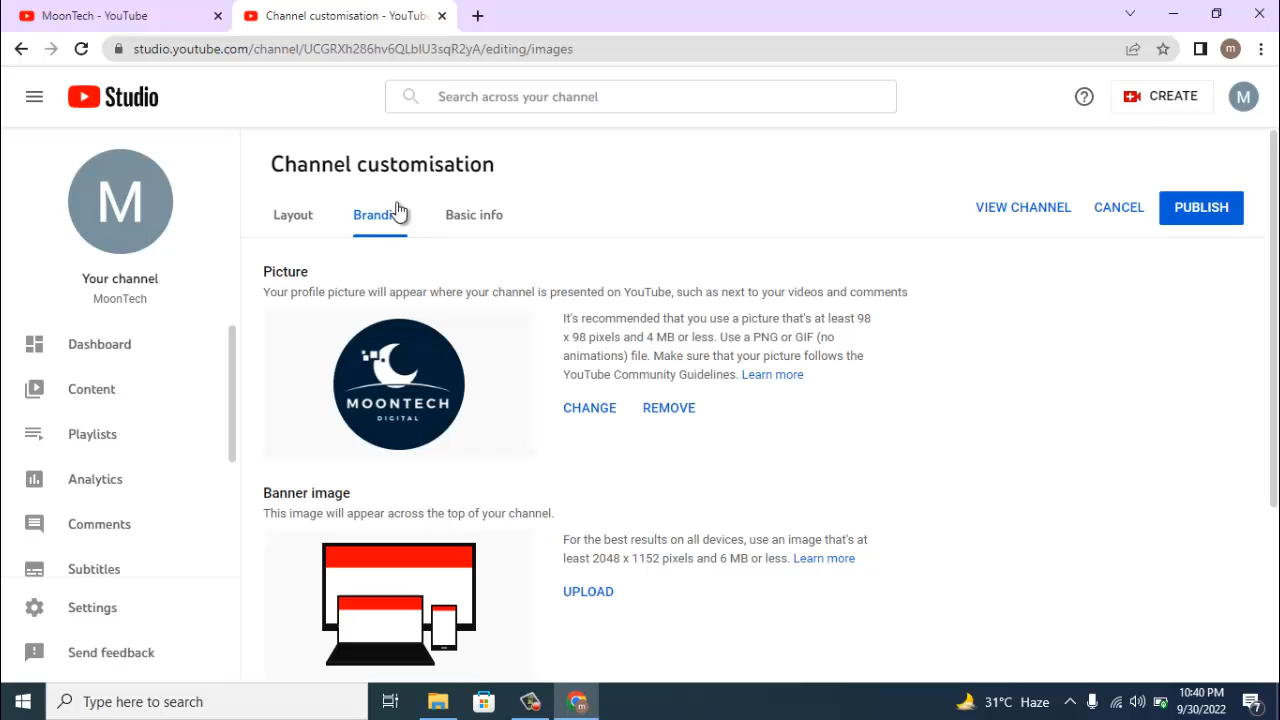 MoonTech - YouTube
Channel customisation - YouTube
studio.youtube.com/channel/UCGRXh286hv6QLbIU3sqR2yA/editing/images
m
Studio
Search across your channel
CREATE
M
M
Your channel
MoonTech
Dashboard
Content
Playlists
Analytics
Comments
Subtitles
Settings
Send feedback
Channel customisation
Layout
Brandi
Basic info
VIEW CHANNEL
CANCEL
PUBLISH
Picture
Your profile picture will appear where your channel is presented on YouTube, such as next to your videos and comments
MOONTECH
DIGITAL
It's recommended that you use a picture that's at least 98
x 98 pixels and 4 MB or less. Use a PNG or GIF (no
animations) file. Make sure that your picture follows the
YouTube Community Guidelines. Learn more
CHANGE
REMOVE
Banner image
This image will appear across the top of your channel.
For the best results on all devices, use an image that's at
least 2048 x 1152 pixels and 6 MB or less. Learn more
UPLOAD
Type here to search
m
31°C Haze
10:40 PM
9/30/2022
7